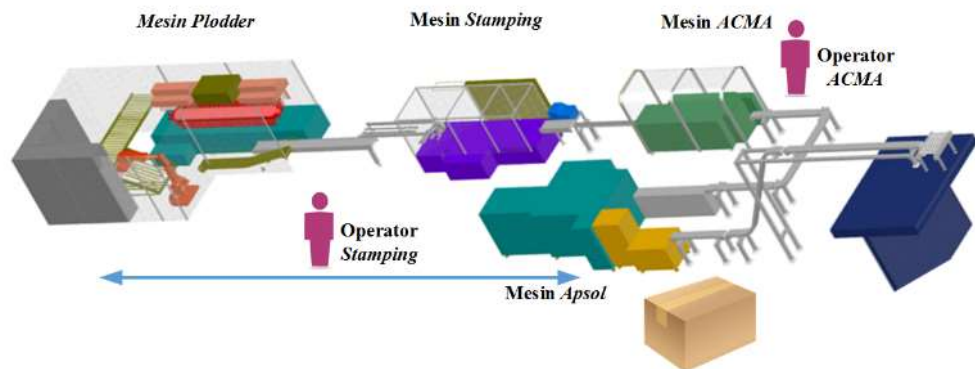 Mesin Plodder
Mesin Stamping
Mesin ACMA
Operator
ACMA
Operator
Stamping
Mesin Apsol